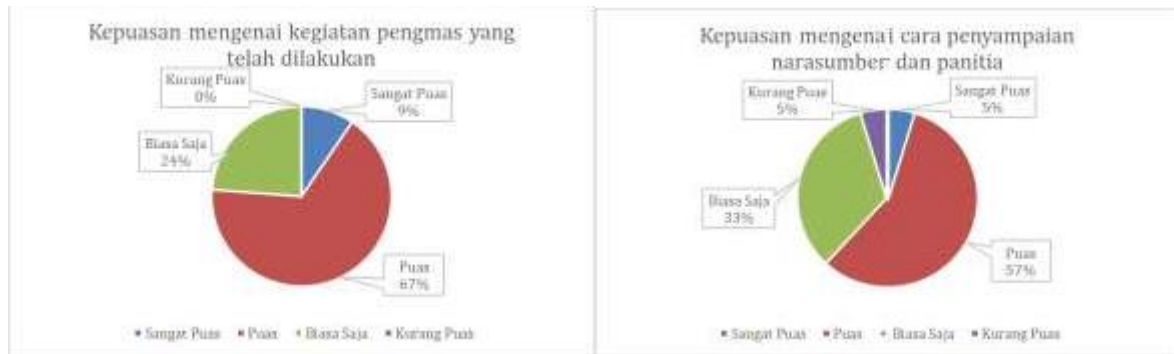 Kepuasan mengenai kegiatan pengmas yang
telah dilakukan
Kurang Puas
0%
Sangat Puas
9%
Biasa Saja
24%
Puas
67%
Sangat Puas Puas Biasa Saja Kurang Puas
Kepuasan mengenai cara penyampaian
narasumber dan panitia
Kurang Puas
5%
Sangat Puas
5%
Biasa Saja
33%
Puas
57%
Sangat Puas Puas Biasa Saja Kurang Puas